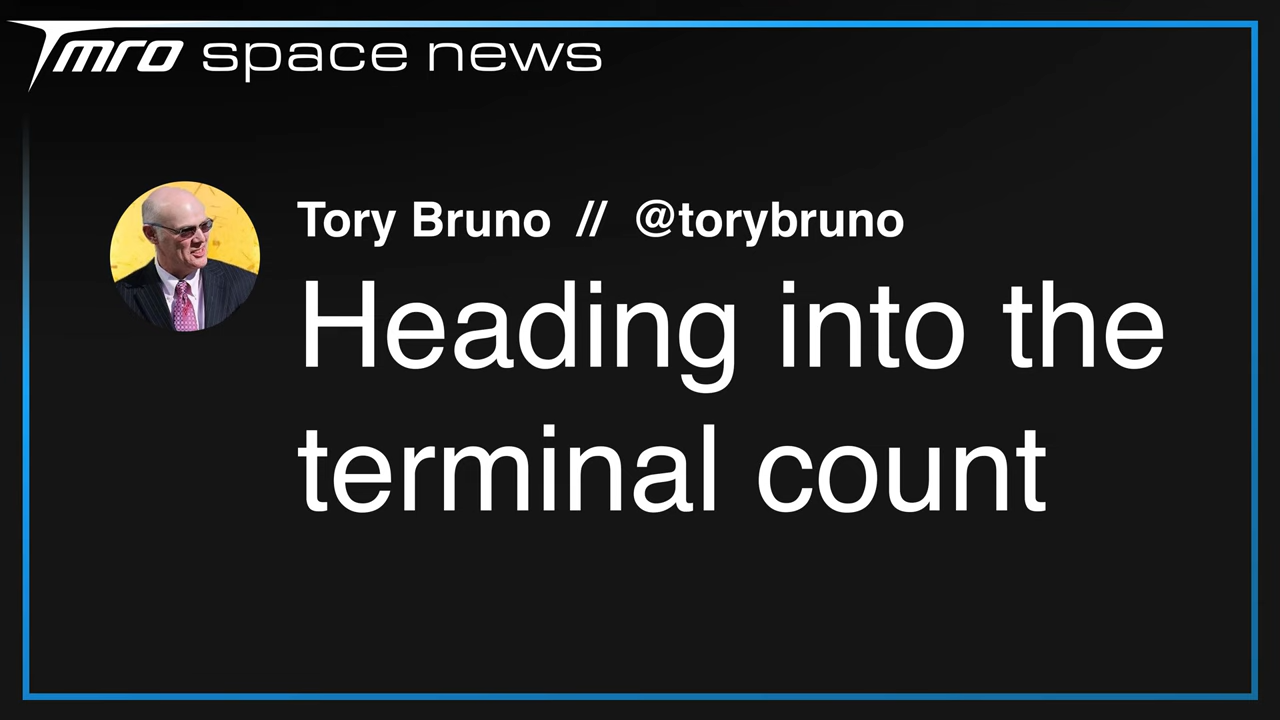 Tmro space news
Tory Bruno // @torybruno
Heading into the
terminal count